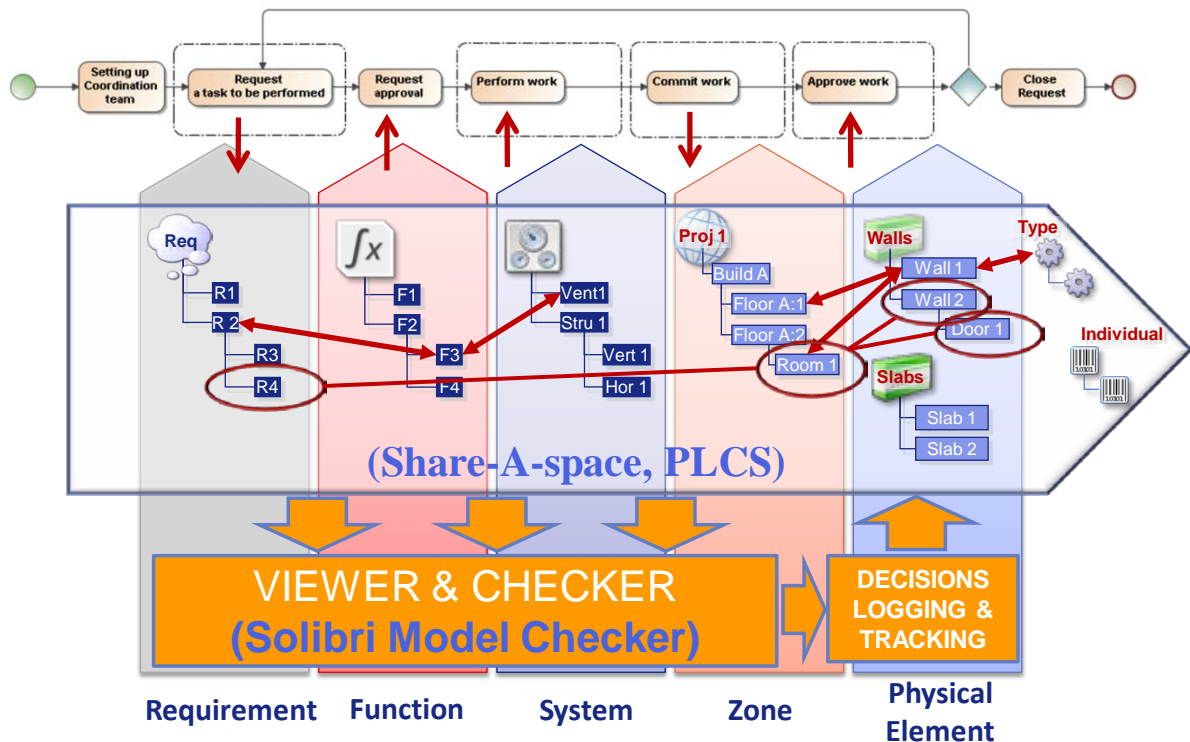 Setting up
Coordination
team
Request
a task to be performed
Request
approval
Perform work
Commit work
Approve work
Close
Request
Req
R1
R 2
R3
R4
∫x
F1
F2
F3
F4
Vent1
Stru 1
Vert 1
Hor 1
Proj 1
Build A
Floor A:1
Floor A:2
Room 1
Walls
Wall 1
Wall 2
Door 1
Slabs
Slab 1
Slab 2
Type
Individual
(Share-A-space, PLCS)
VIEWER & CHECKER
(Solibri Model Checker)
DECISIONS
LOGGING &
TRACKING
Requirement
Function
System
Zone
Physical
Element